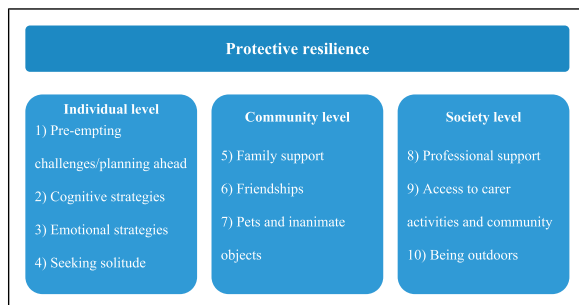 Protective resilience
Individual level
1) Pre-empting
challenges/planning ahead
2) Cognitive strategies
3) Emotional strategies
4) Seeking solitude
Community level
5) Family support
6) Friendships
7) Pets and inanimate
objects
Society level
8) Professional support
9) Access to carer
activities and community
10) Being outdoors